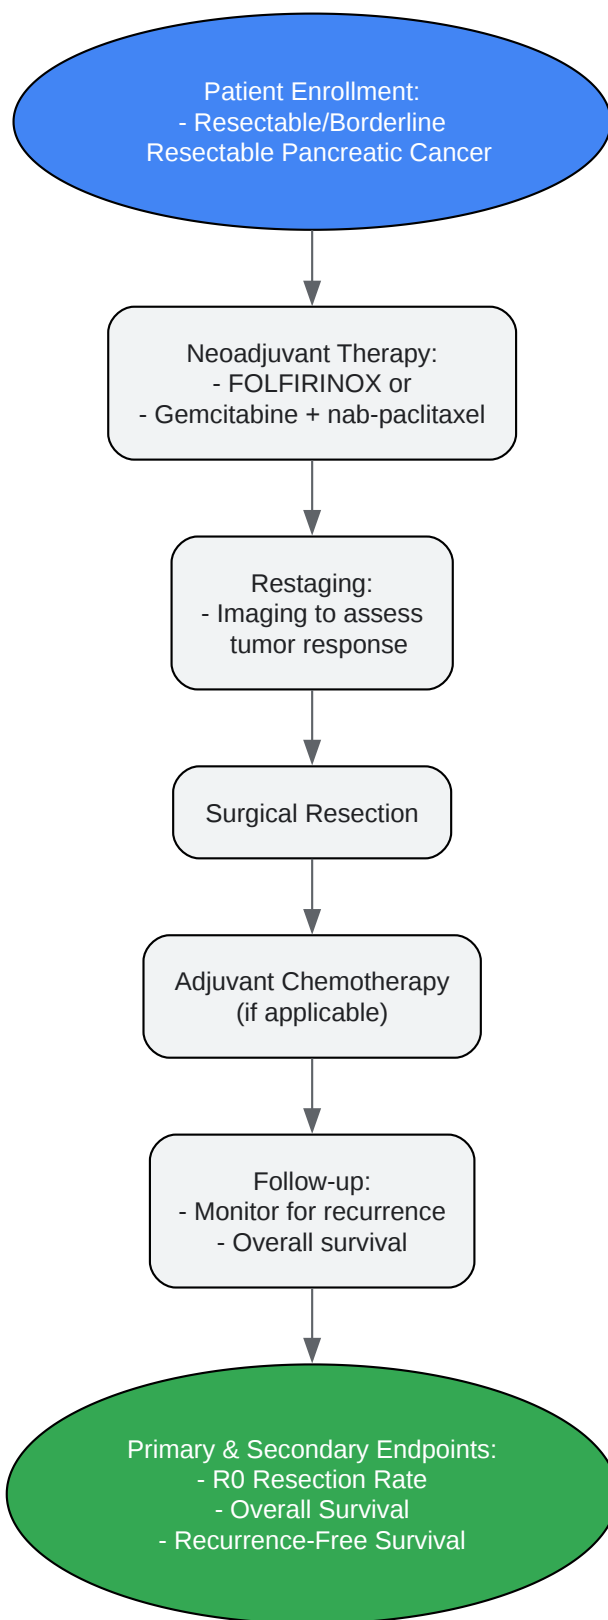 Patient Enrollment:
- Resectable/Borderline
Resectable Pancreatic Cancer
Neoadjuvant Therapy:
- FOLFIRINOX or
- Gemcitabine + nab-paclitaxel
Restaging:
- Imaging to assess
tumor response
Surgical Resection
Adjuvant Chemotherapy
(if applicable)
Follow-up:
- Monitor for recurrence
- Overall survival
Primary & Secondary Endpoints:
- R0 Resection Rate
- Overall Survival
- Recurrence-Free Survival